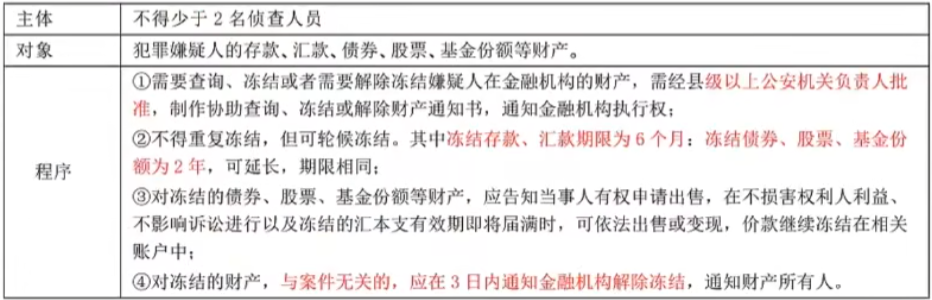 主体 不得少于 2 名侦查人员
对象 犯罪嫌疑人的存款、汇款、债券、股票、基金份额等财产。
程序
①需要查询、冻结或者需要解除冻结嫌疑人在金融机构的财产，需经县级以上公安机关负责人批
准，制作协助查询、冻结或解除财产通知书，通知金融机构执行权；
②不得重复冻结，但可轮候冻结。其中冻结存款、汇款期限为 6 个月：冻结债券、股票、基金份
额为 2 年，可延长，期限相同；
③对冻结的债券、股票、基金份额等财产，应告知当事人有权申请出售，在不损害权利人利益、
不影响诉讼进行以及冻结的汇本支有效期即将届满时，可依法出售或变现，价款继续冻结在相关
账户中；
④对冻结的财产，与案件无关的，应在 3 日内通知金融机构解除冻结，通知财产所有人。